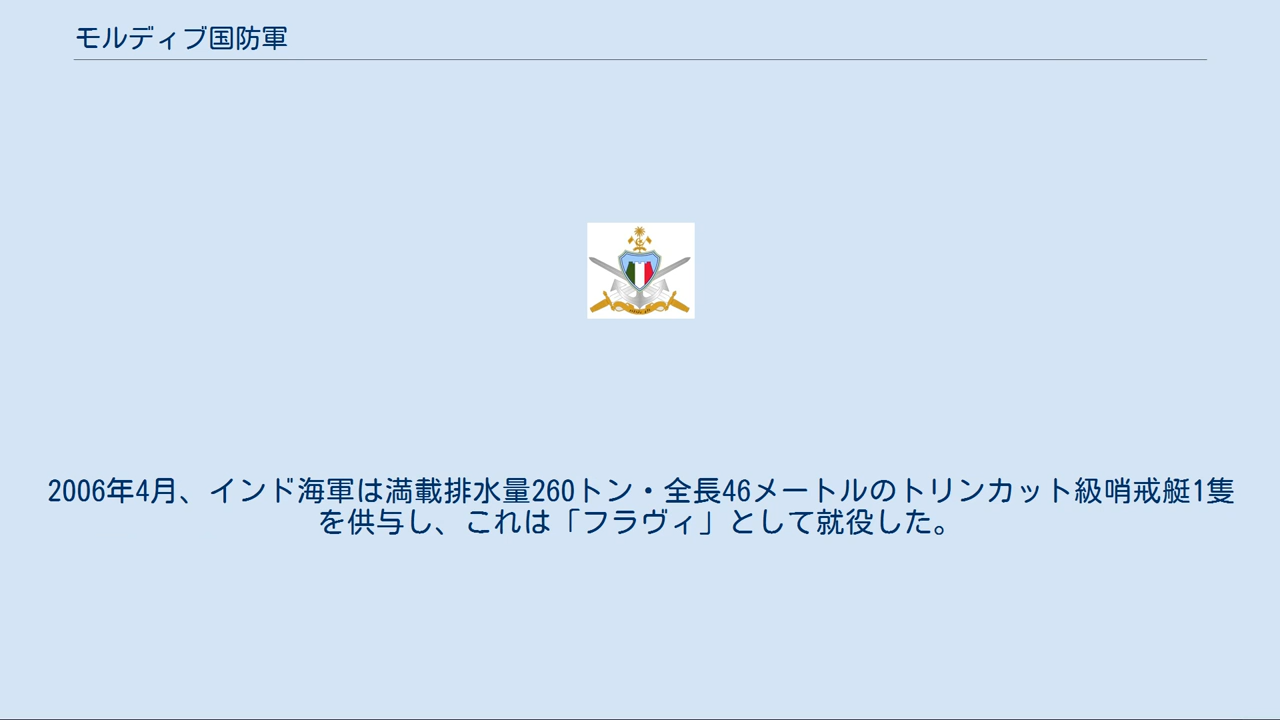 モルディブ国防軍
2006年4月、インド海軍は満載排水量260トン・全長46メートルのトリンカット級哨戒艇1隻
を供与し、これは「フラヴィ」として就役した。